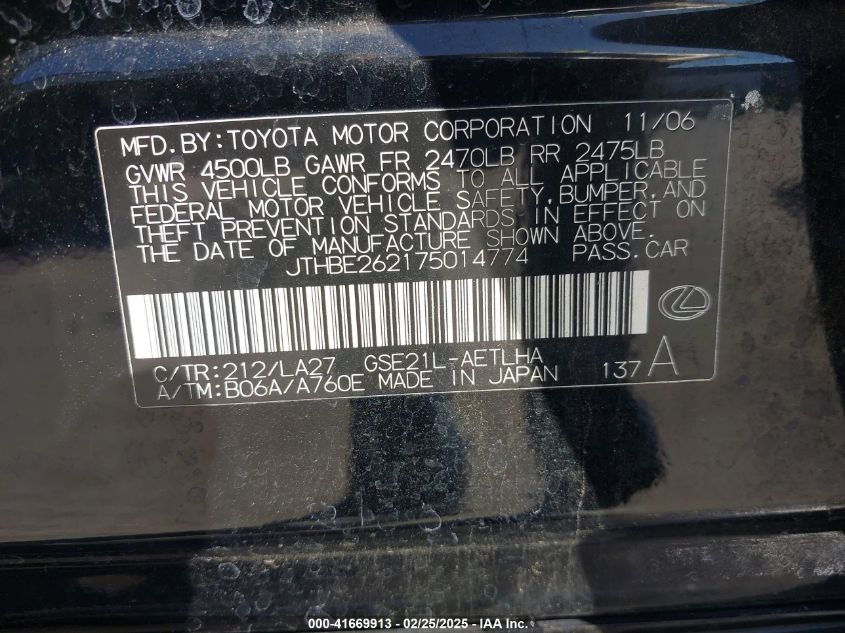 MFD.BY:TOYOTA MOTOR CORPORATION 11/06
GVWR 4500LB GAWR FR 2470LB RR 2475LB
THIS VEHICLE CONFORMS TO ALL APPLICABLE
FEDERAL MOTOR VEHICLE SAFETY,BUMPER,AND
THEFT PREVENTION STANDARDS IN EFFECT ON
THE DATE OF MANUFACTURE SHOWN ABOVE.
JTHBE262175014774 PASS.CAR
C/TR:212/LA27 GSE21L-AETLHA
A/TM:B06A/A760E MADE IN JAPAN 137A
000-41669913 - 02/25/2025 - IAA Inc.